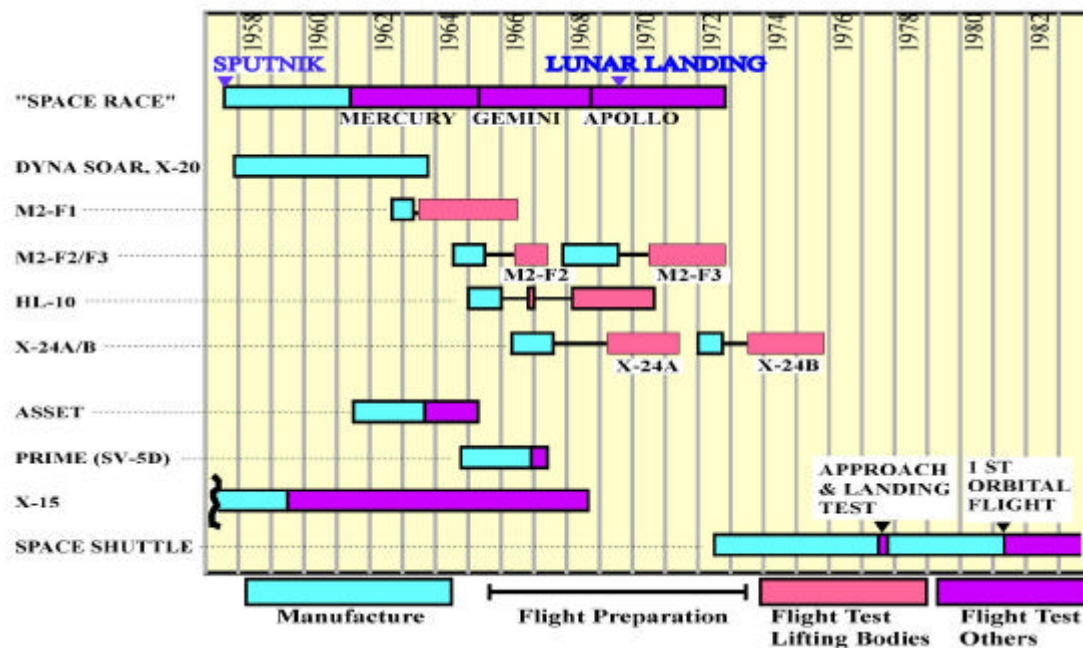 1958 1960 1962 1964 1966 1968 1970 1972 1974 1976 1978 1980 1982
SPUTNIK LUNAR LANDING
"SPACE RACE"
MERCURY GEMINI APOLLO
DYNA SOAR, X-20
M2-F1
M2-F2/F3
M2-F2 M2-F3
HL-10
X-24A/B
X-24A X-24B
ASSET
PRIME (SV-5D)
APPROACH & LANDING TEST
1 ST ORBITAL FLIGHT
X-15
SPACE SHUTTLE
Manufacture
Flight Preparation
Flight Test
Lifting Bodies
Flight Test
Others